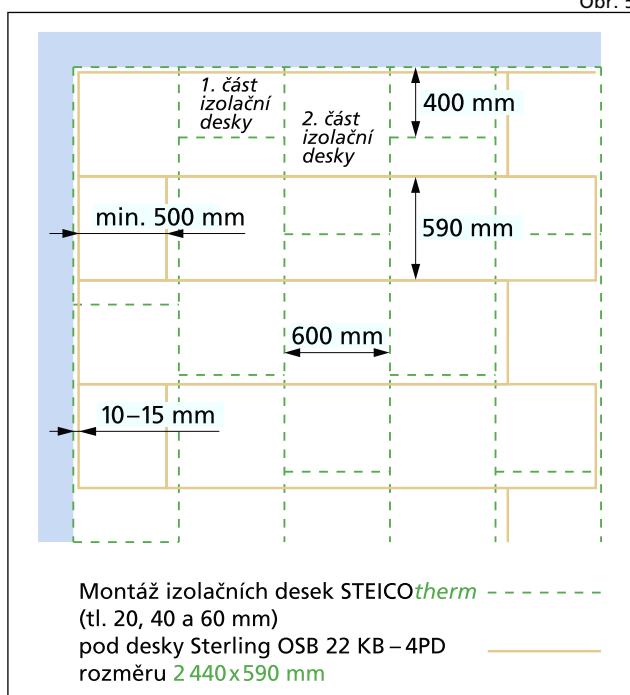 Obr. 5
1. část
izolační
desky
2. část
izolační
desky
400 mm
min. 500 mm
590 mm
600 mm
10–15 mm
Montáž izolačních desek STEICOtherm
(tl. 20, 40 a 60 mm)
pod desky Sterling OSB 22 KB – 4PD
rozměru 2 440x590 mm